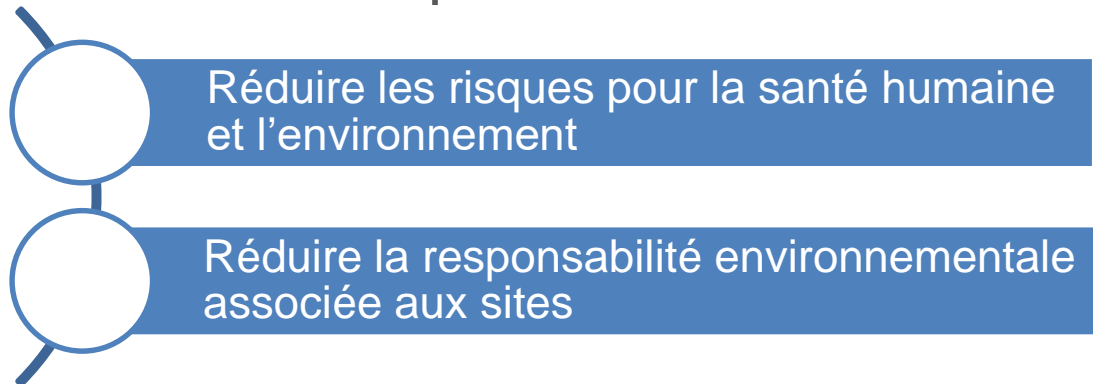 Réduire les risques pour la santé humaine
et l’environnement
Réduire la responsabilité environnementale
associée aux sites